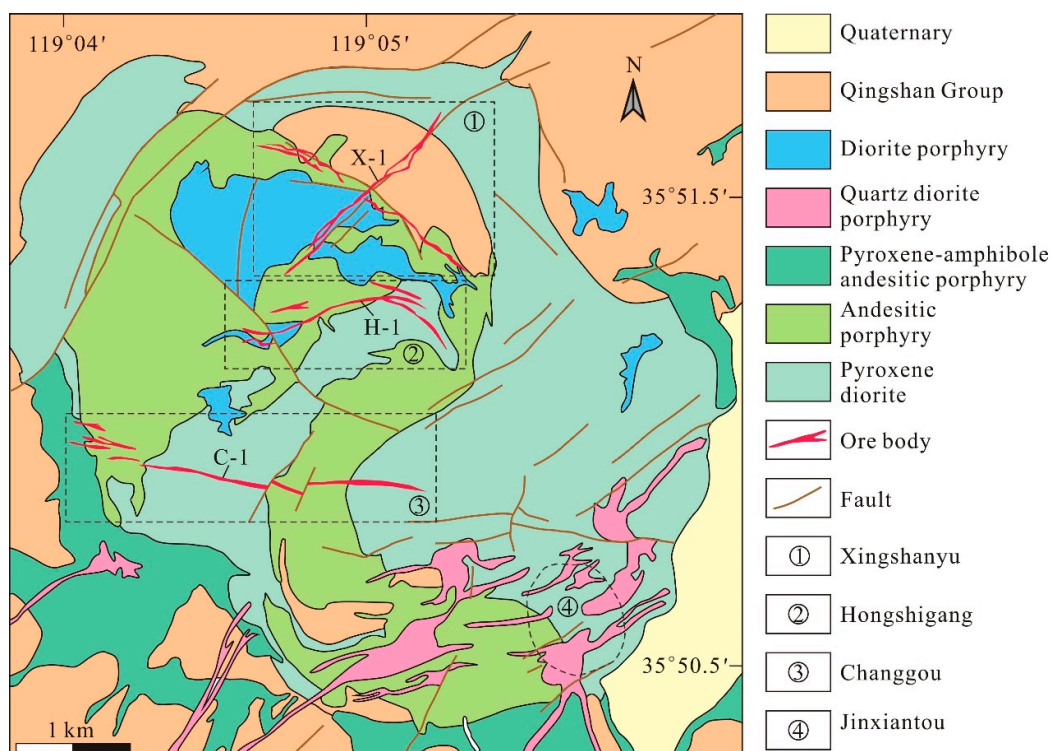 119°04′
119°05′
N
①
X-1
35°51.5′
H-1
②
C-1
③
④
35°50.5′
1 km
Quaternary
Qingshan Group
Diorite porphyry
Quartz diorite
porphyry
Pyroxene-amphibole
andesitic porphyry
Andesitic
porphyry
Pyroxene
diorite
Ore body
Fault
① Xingshanyu
② Hongshigang
③ Changgou
④ Jinxiantou